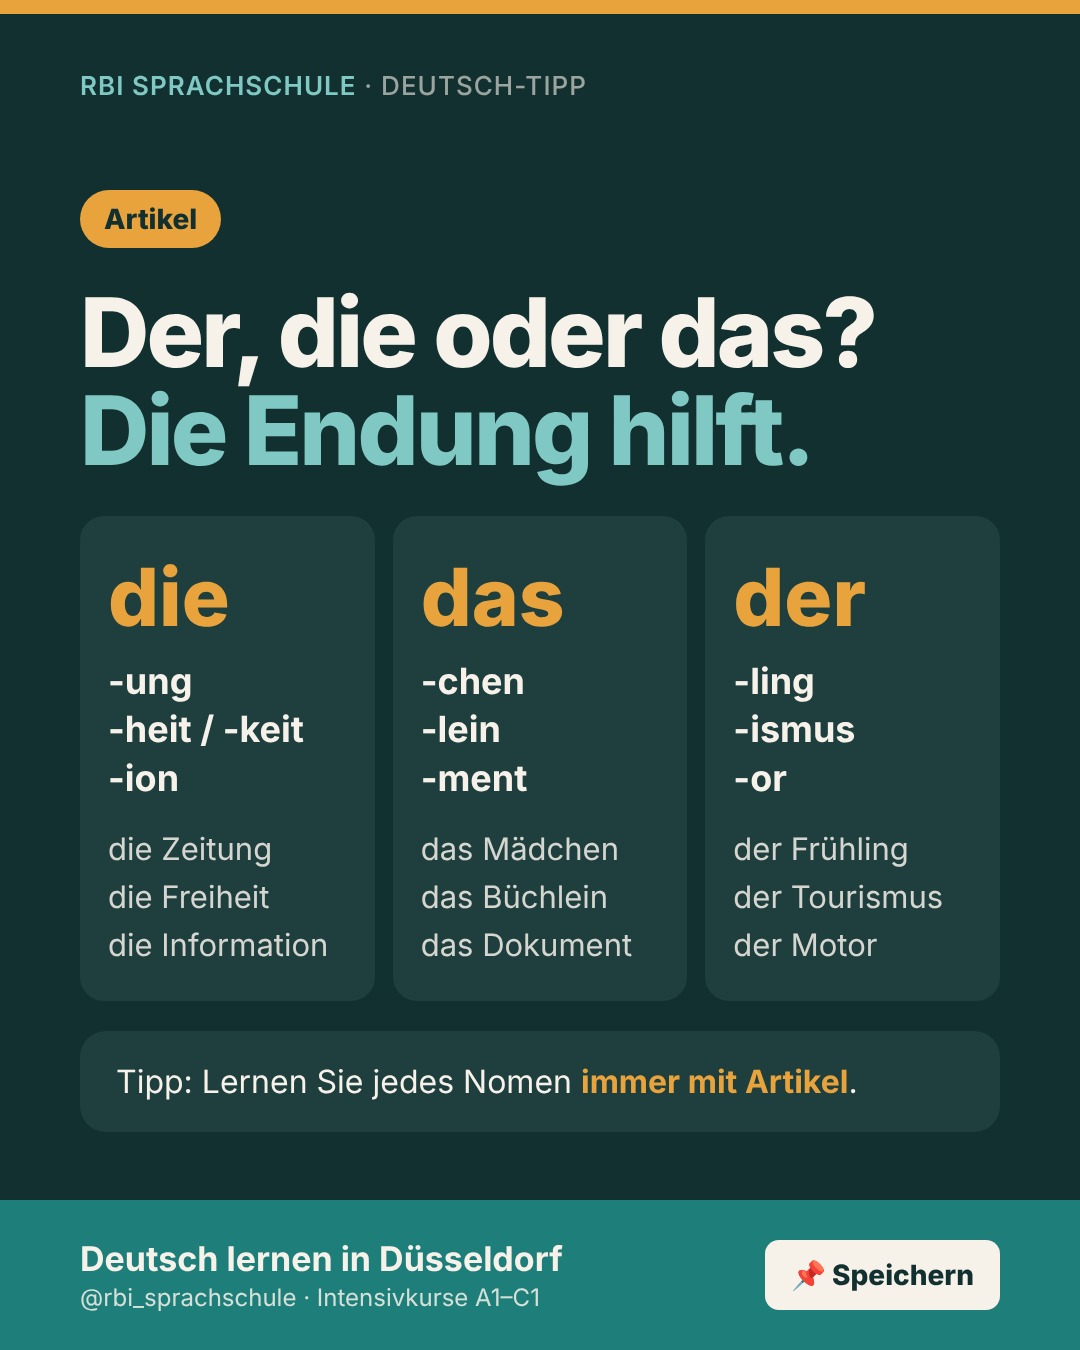 RBI SPRACHSCHULE · DEUTSCH-TIPP
Artikel
Der, die oder das?
Die Endung hilft.
die
-ung
-heit / -keit
-ion
die Zeitung
die Freiheit
die Information
das
-chen
-lein
-ment
das Mädchen
das Büchlein
das Dokument
der
-ling
-ismus
-or
der Frühling
der Tourismus
der Motor
Tipp: Lernen Sie jedes Nomen immer mit Artikel.
Deutsch lernen in Düsseldorf
@rbi_sprachschule · Intensivkurse A1–C1
📌 Speichern